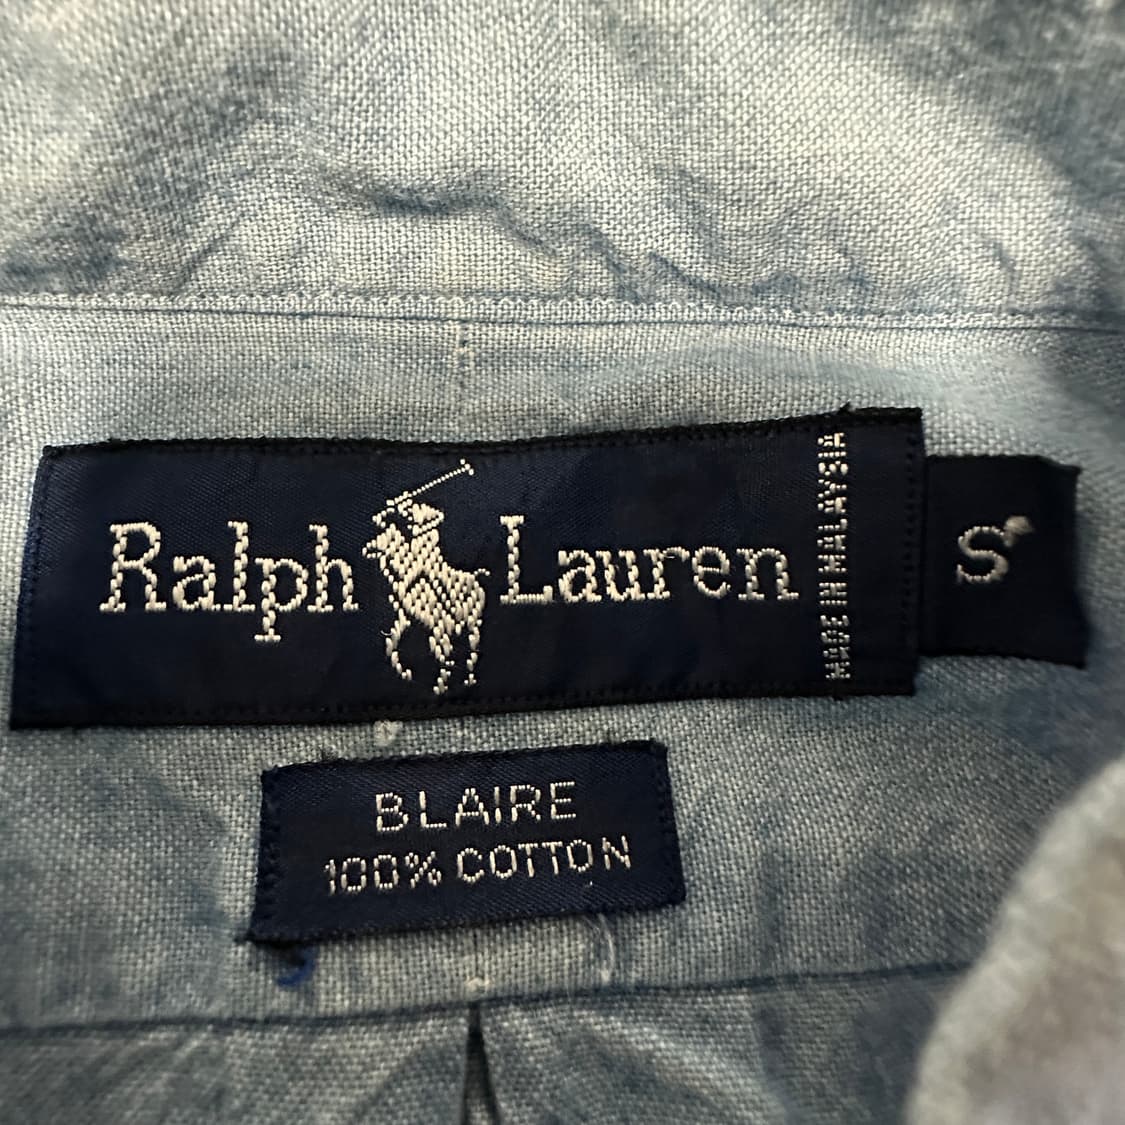 Ralph Lauren
MADE IN MALAYSIA
S
BLAIRE
100% COTTON